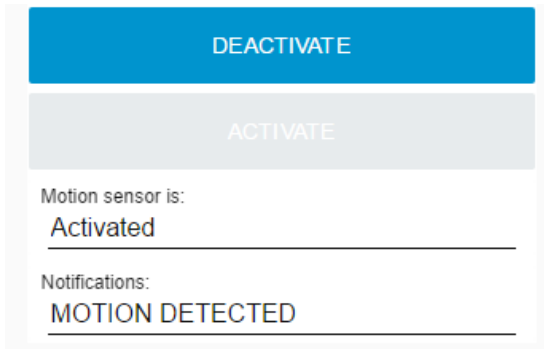 DEACTIVATE
ACTIVATE
Motion sensor is:
Activated
Notifications:
MOTION DETECTED